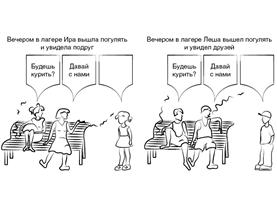 Вечером в лагере Ира вышла погулять
и увидела подруг
Будешь
курить?
Давай
с нами
Вечером в лагере Леша вышел погулять
и увидел друзей
Будешь
курить?
Давай
с нами